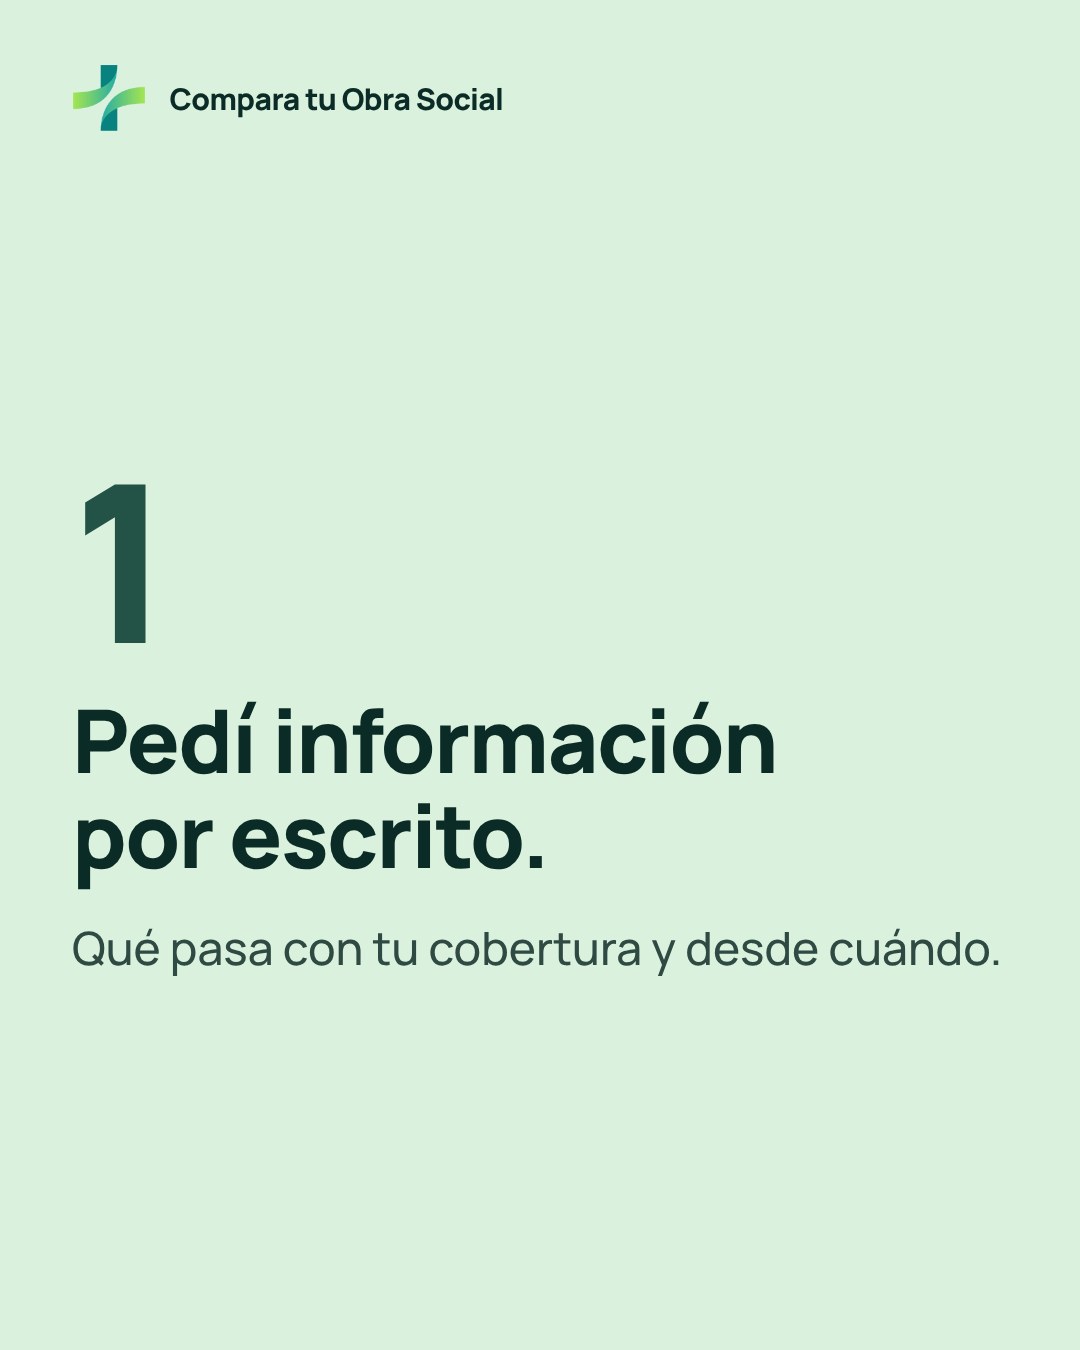 Compara tu Obra Social
1
Pedí información
por escrito.
Qué pasa con tu cobertura y desde cuándo.